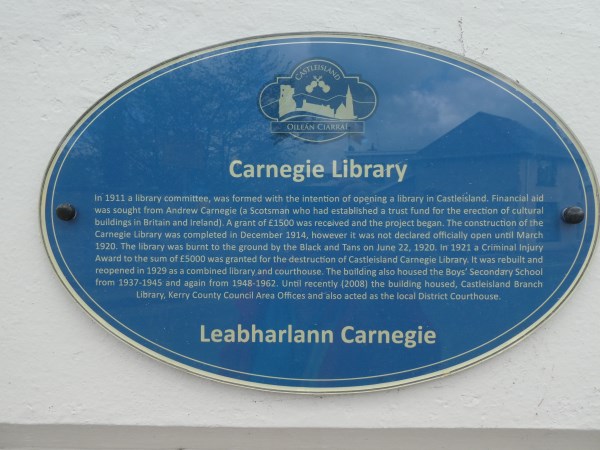 CASTLEISLAND
OILEÁN CIARRAÍ
Carnegie Library
In 1911 a library committee, was formed with the intention of opening a library in Castleisland. Financial aid
was sought from Andrew Carnegie (a Scotsman who had established a trust fund for the erection of cultural
buildings in Britain and Ireland). A grant of £1500 was received and the project began. The construction of the
Carnegie Library was completed in December 1914, however it was not declared officially open until March
1920. The library was burnt to the ground by the Black and Tans on June 22, 1920. In 1921 a Criminal Injury
Award to the sum of £5000 was granted for the destruction of Castleisland Carnegie Library. It was rebuilt and
reopened in 1929 as a combined library and courthouse. The building also housed the Boys' Secondary School
from 1937-1945 and again from 1948-1962. Until recently (2008) the building housed, Castleisland Branch
Library, Kerry County Council Area Offices and also acted as the local District Courthouse.
Leabharlann Carnegie